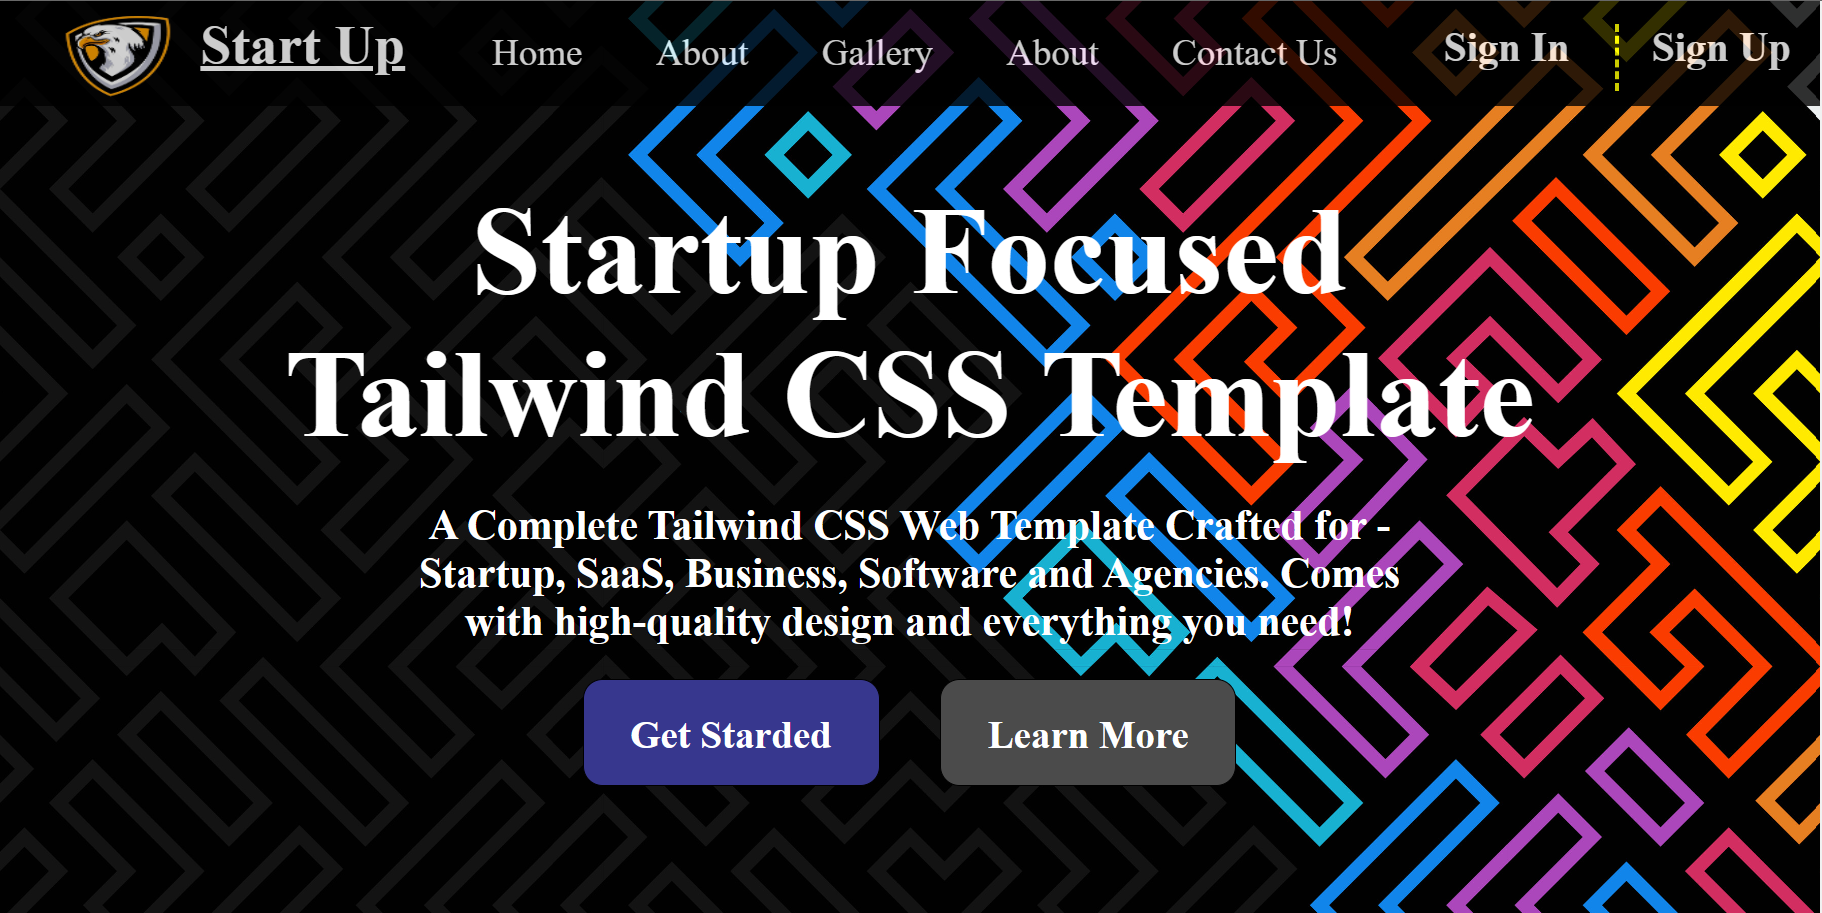 Start Up
Home
About
Gallery
About
Contact Us
Sign In
Sign Up
Startup Focused
Tailwind CSS Template
A Complete Tailwind CSS Web Template Crafted for -
Startup, SaaS, Business, Software and Agencies. Comes
with high-quality design and everything you need!
Get Starded
Learn More